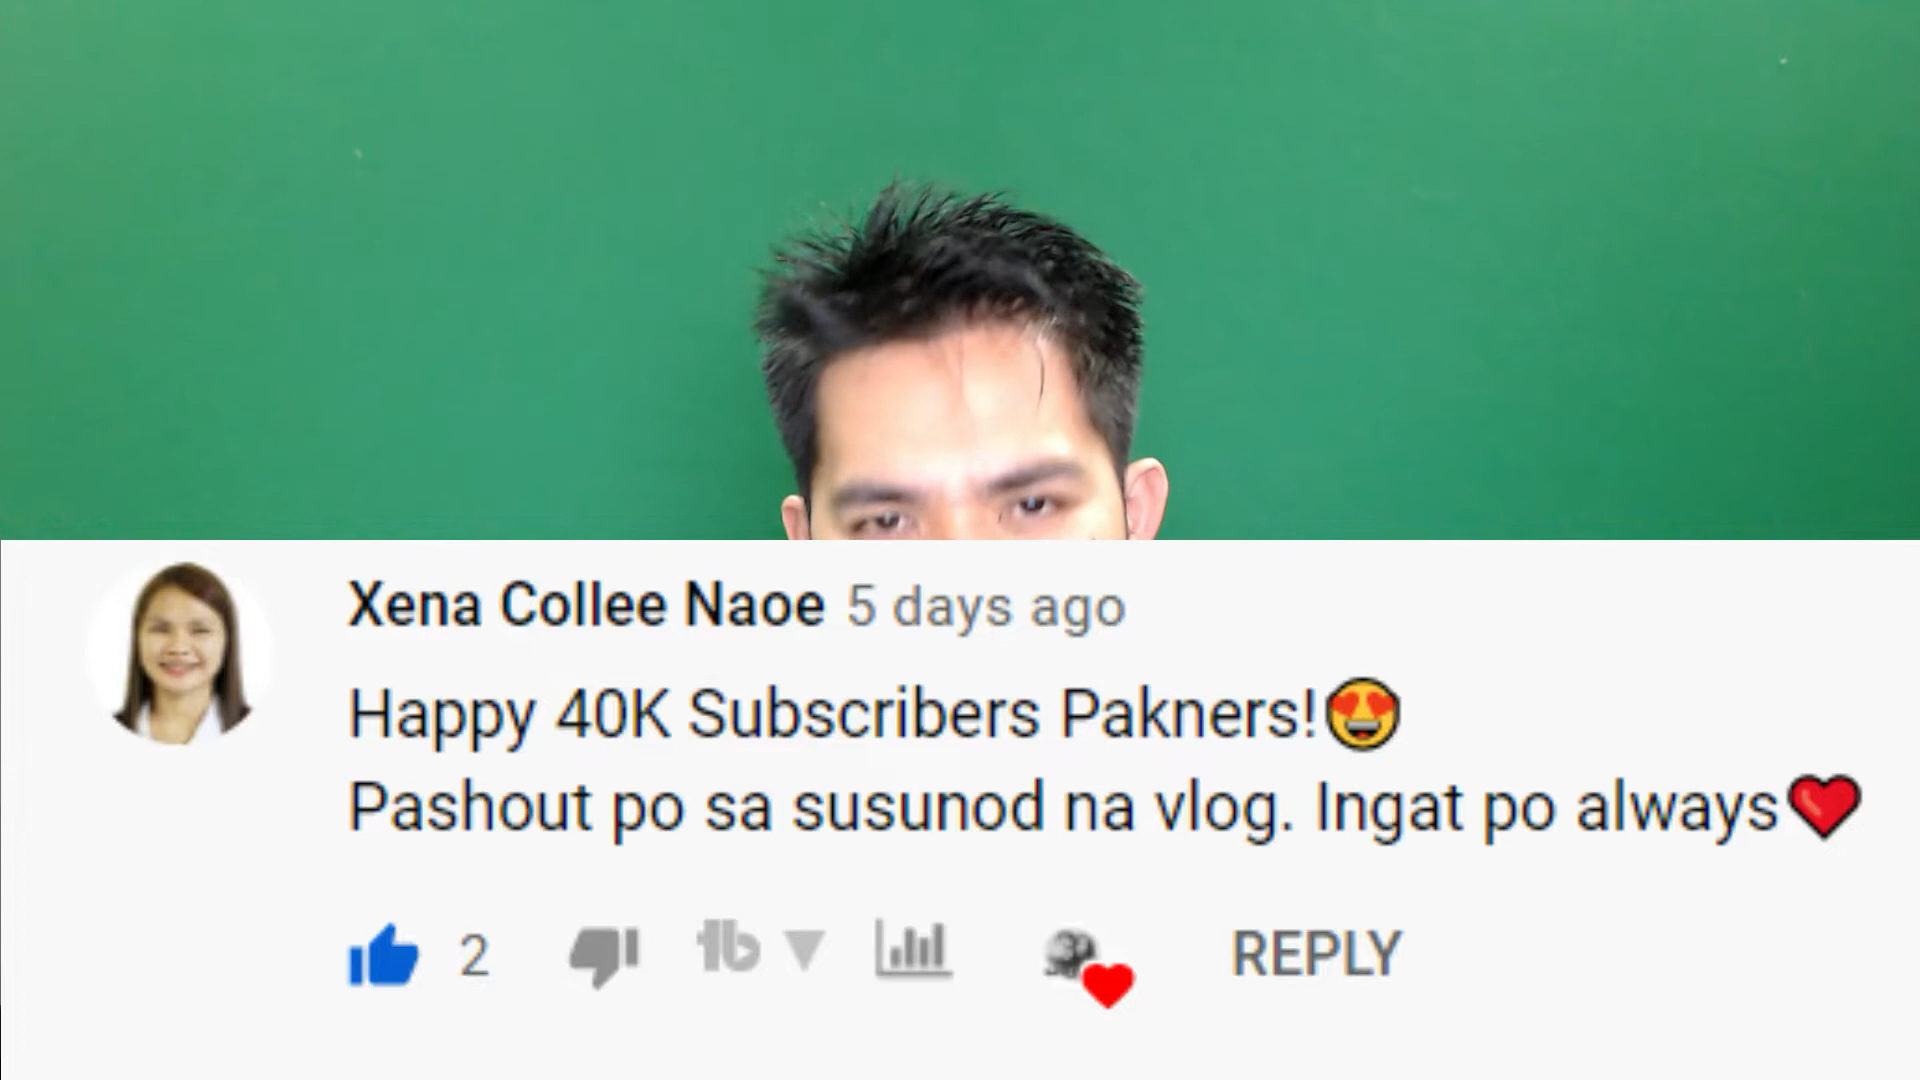 Xena Collee Naoe 5 days ago
Happy 40K Subscribers Pakners!😍
Pashout po sa susunod na vlog. Ingat po always❤️
2 tb REPLY